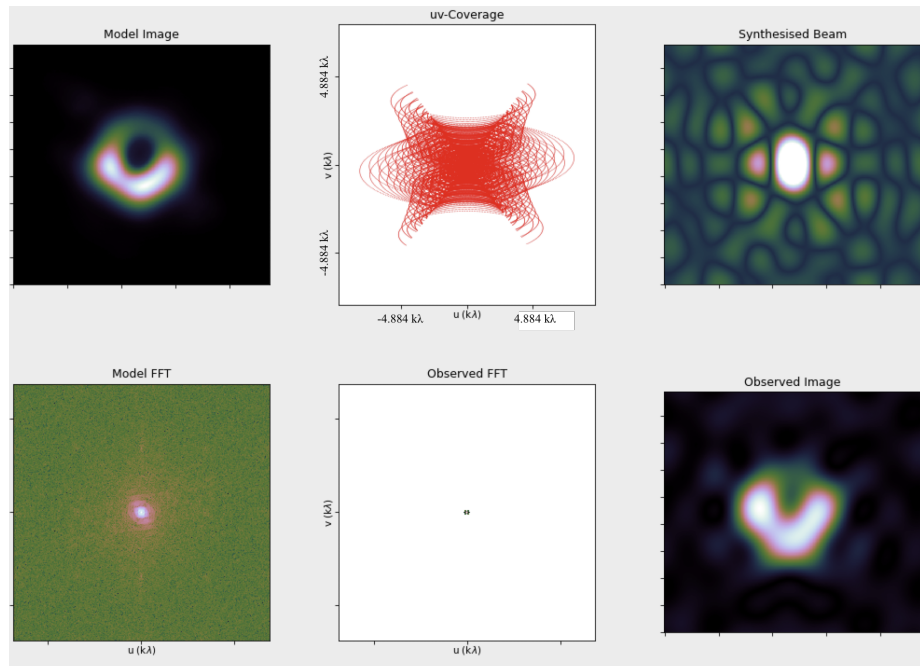 Model Image
uv-Coverage
Synthesised Beam
4.884 kλ
v (kλ)
-4.884 kλ
-4.884 kλ
u (kλ)
4.884 kλ
Model FFT
Observed FFT
Observed Image
v (kλ)
u (kλ)
u (kλ)